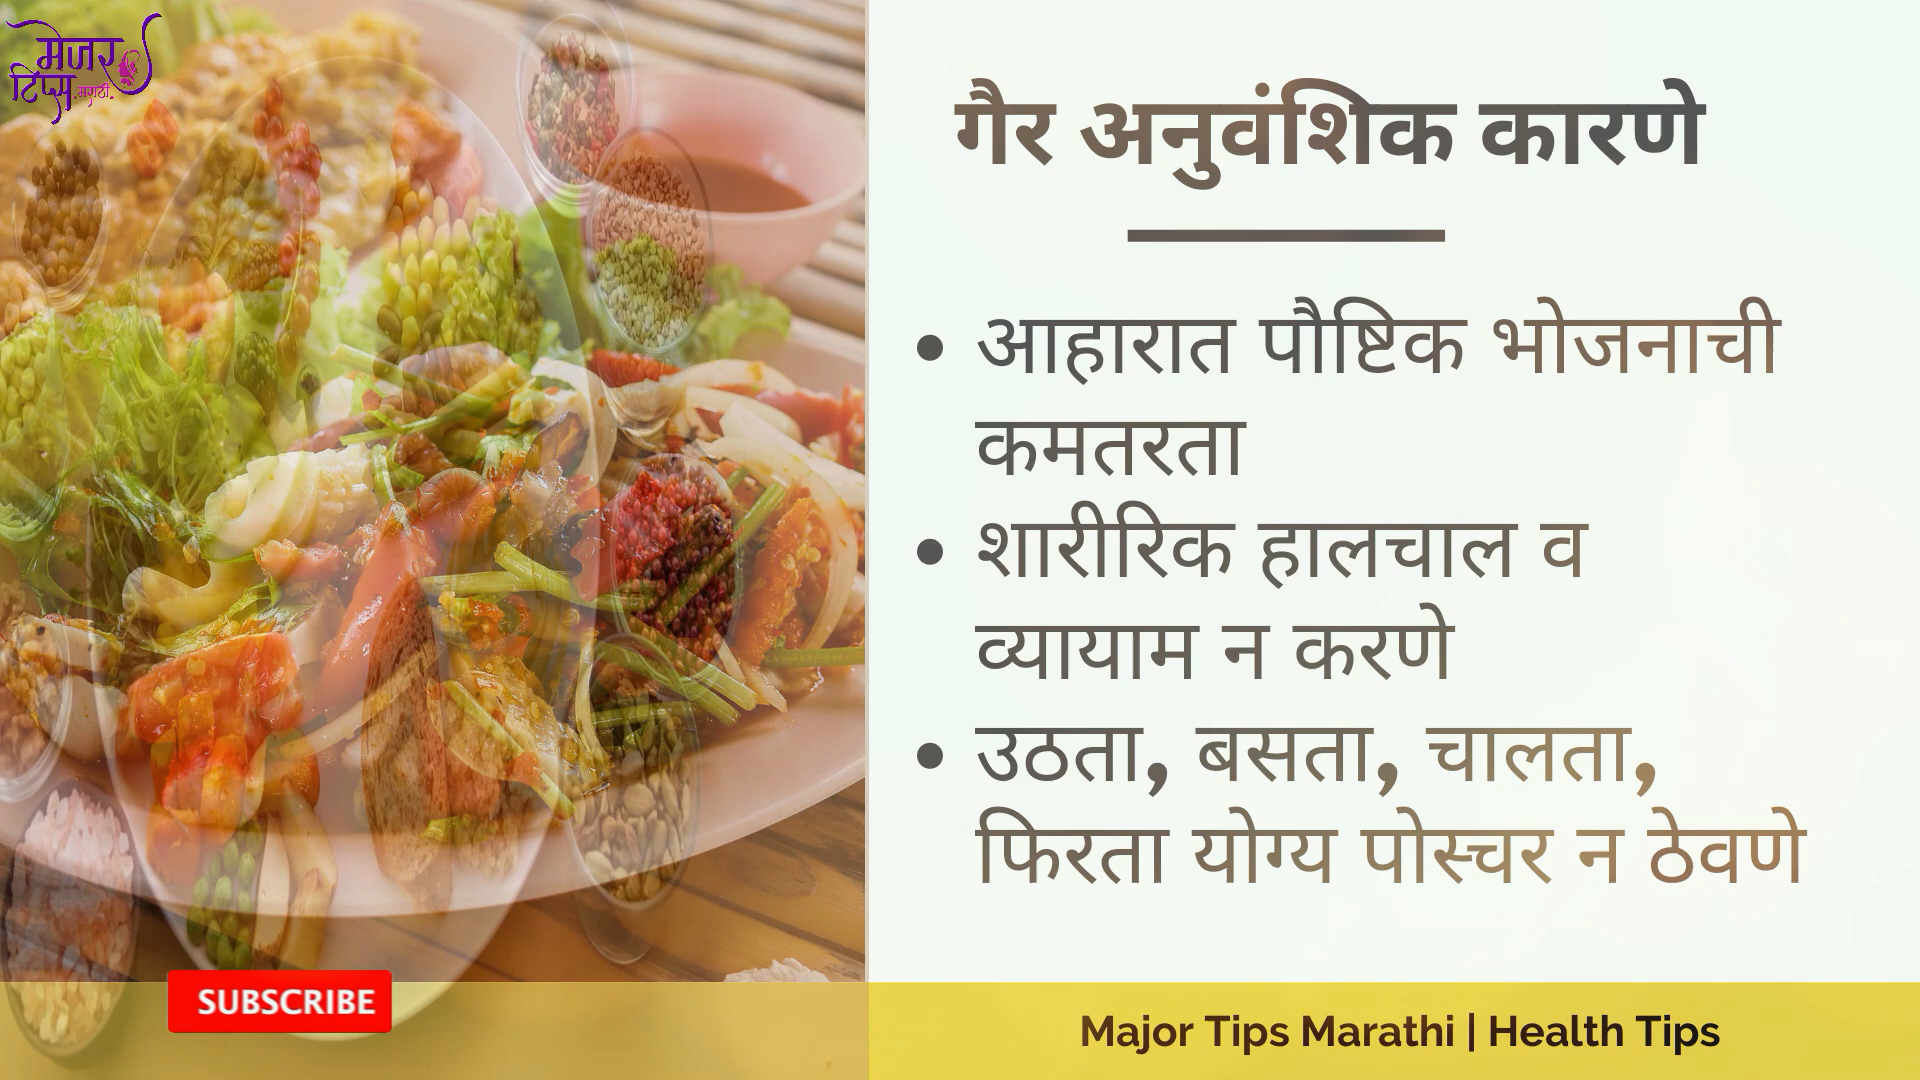 मेजर
टिप्स.मराठी.
गैर अनुवंशिक कारणे
• आहारात पौष्टिक भोजनाची
कमतरता
• शारीरिक हालचाल व
व्यायाम न करणे
• उठता, बसता, चालता,
फिरता योग्य पोस्चर न ठेवणे
SUBSCRIBE
Major Tips Marathi | Health Tips